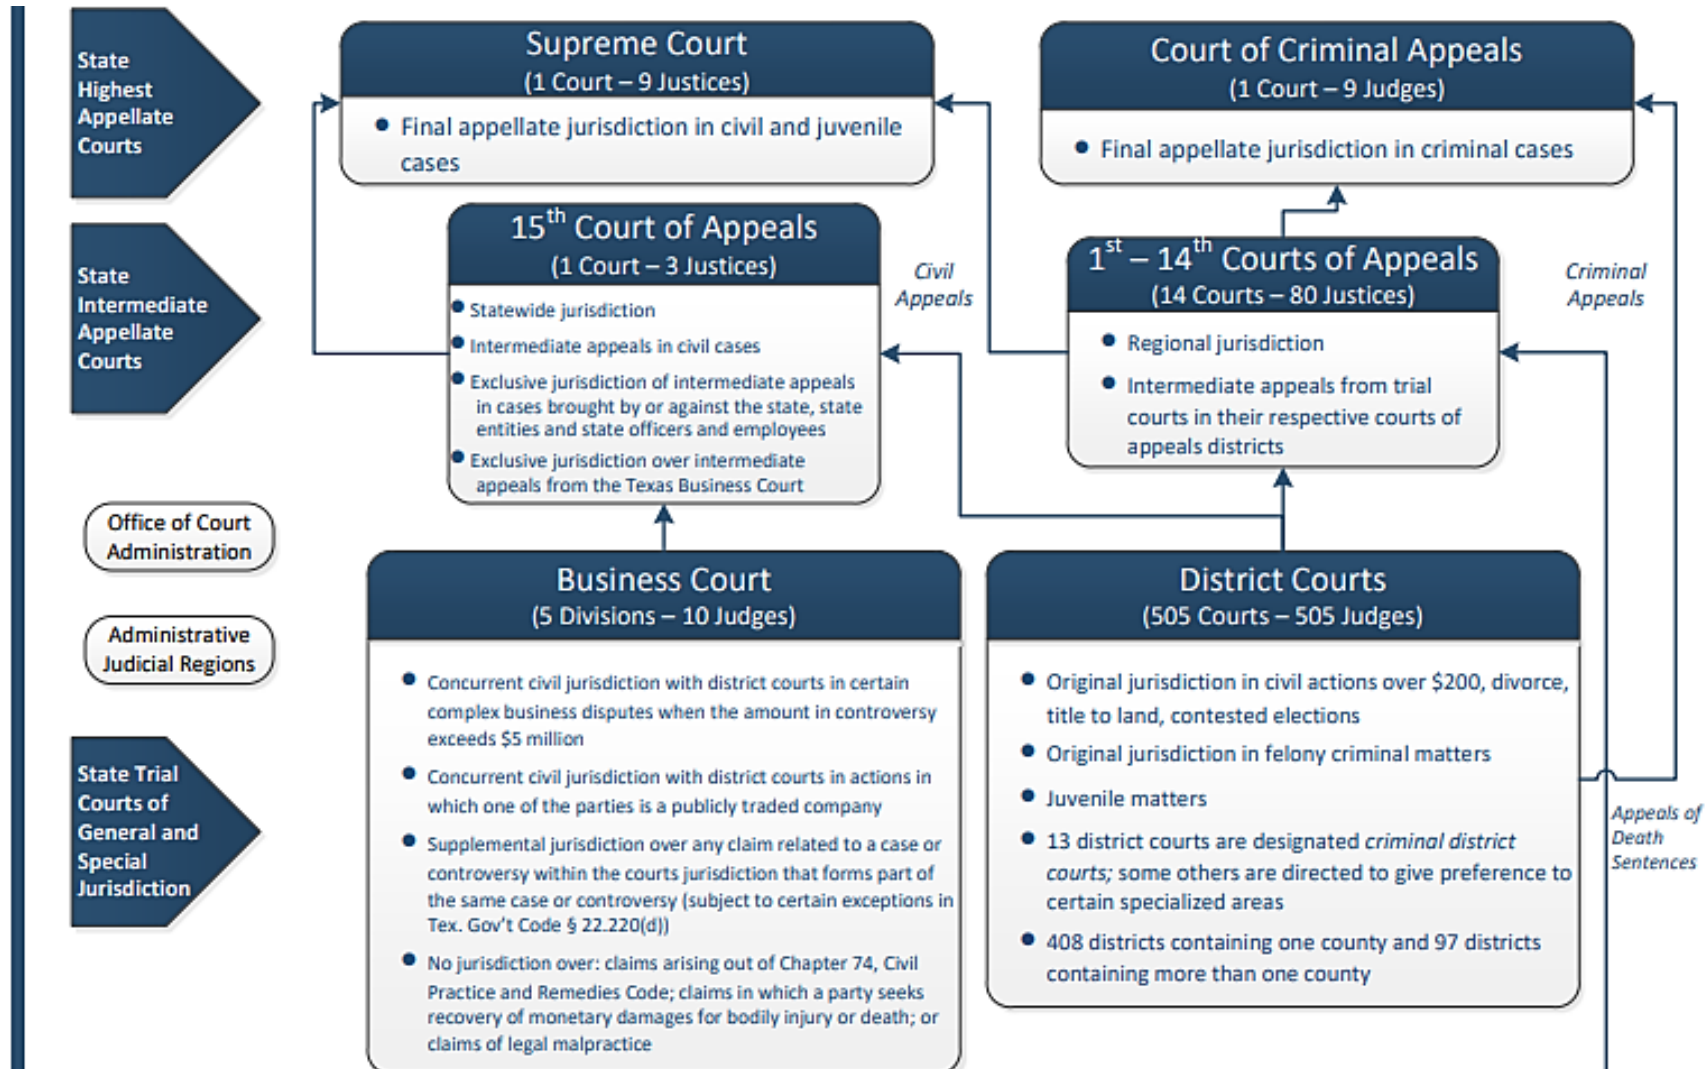 State
Highest
Appellate
Courts
Supreme Court
(1 Court – 9 Justices)
• Final appellate jurisdiction in civil and juvenile
cases
Court of Criminal Appeals
(1 Court – 9 Judges)
• Final appellate jurisdiction in criminal cases
State
Intermediate
Appellate
Courts
15th Court of Appeals
(1 Court – 3 Justices)
• Statewide jurisdiction
• Intermediate appeals in civil cases
• Exclusive jurisdiction of intermediate appeals
in cases brought by or against the state, state
entities and state officers and employees
• Exclusive jurisdiction over intermediate
appeals from the Texas Business Court
Civil
Appeals
1st – 14th Courts of Appeals
(14 Courts – 80 Justices)
• Regional jurisdiction
• Intermediate appeals from trial
courts in their respective courts of
appeals districts
Criminal
Appeals
Office of Court
Administration
Administrative
Judicial Regions
State Trial
Courts of
General and
Special
Jurisdiction
Business Court
(5 Divisions – 10 Judges)
• Concurrent civil jurisdiction with district courts in certain
complex business disputes when the amount in controversy
exceeds $5 million
• Concurrent civil jurisdiction with district courts in actions in
which one of the parties is a publicly traded company
• Supplemental jurisdiction over any claim related to a case or
controversy within the courts jurisdiction that forms part of
the same case or controversy (subject to certain exceptions in
Tex. Gov't Code § 22.220(d))
• No jurisdiction over: claims arising out of Chapter 74, Civil
Practice and Remedies Code; claims in which a party seeks
recovery of monetary damages for bodily injury or death; or
claims of legal malpractice
District Courts
(505 Courts – 505 Judges)
• Original jurisdiction in civil actions over $200, divorce,
title to land, contested elections
• Original jurisdiction in felony criminal matters
• Juvenile matters
• 13 district courts are designated criminal district
courts; some others are directed to give preference to
certain specialized areas
• 408 districts containing one county and 97 districts
containing more than one county
Appeals of
Death
Sentences